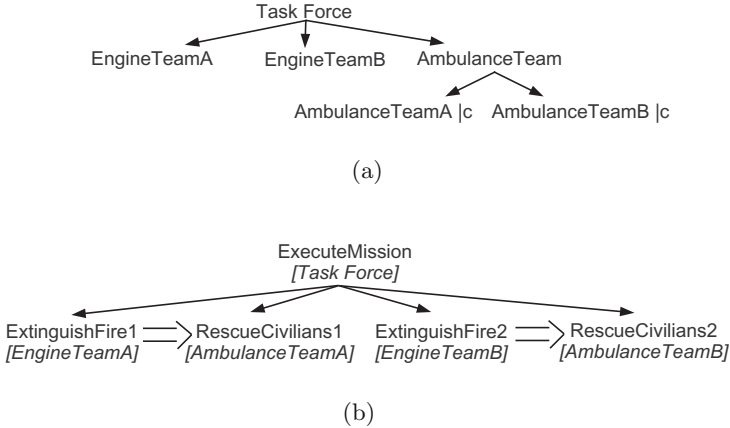 Task Force
EngineTeamA EngineTeamB AmbulanceTeam
AmbulanceTeamA |c AmbulanceTeamB |c
(a)
ExecuteMission
[Task Force]
ExtinguishFire1 RescueCivilians1 ExtinguishFire2 RescueCivilians2
[EngineTeamA] [AmbulanceTeamA] [EngineTeamB] [AmbulanceTeamB]
(b)